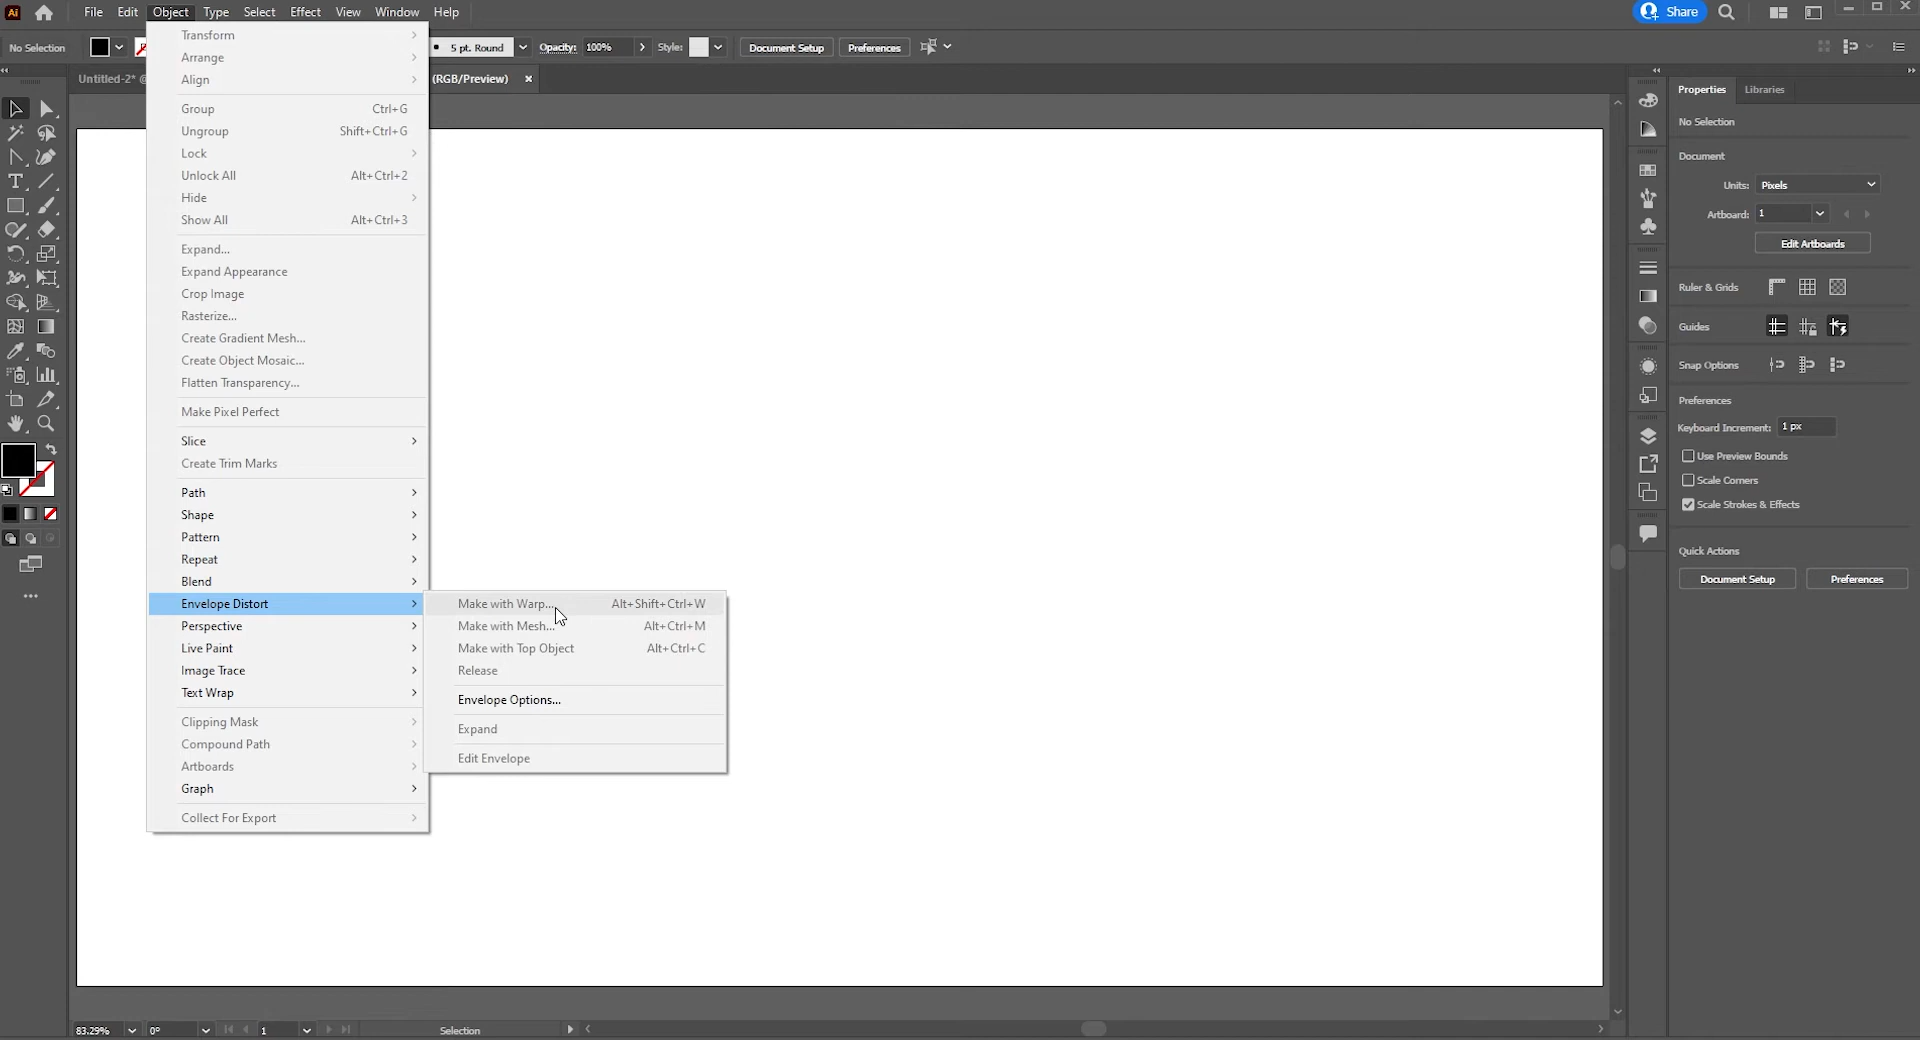 Ai
File Edit Object Type Select Effect View Window Help
Share
No Selection
5 pt. Round
Opacity: 100%
Style:
Document Setup
Preferences
Untitled-2* @
(RGB/Preview)
Transform
Arrange
Align
Group Ctrl+G
Ungroup Shift+Ctrl+G
Lock
Unlock All Alt+Ctrl+2
Hide
Show All Alt+Ctrl+3
Expand...
Expand Appearance
Crop Image
Rasterize...
Create Gradient Mesh...
Create Object Mosaic...
Flatten Transparency...
Make Pixel Perfect
Slice
Create Trim Marks
Path
Shape
Pattern
Repeat
Blend
Envelope Distort
Perspective
Live Paint
Image Trace
Text Wrap
Clipping Mask
Compound Path
Artboards
Graph
Collect For Export
Make with Warp... Alt+Shift+Ctrl+W
Make with Mesh... Alt+Ctrl+M
Make with Top Object Alt+Ctrl+C
Release
Envelope Options...
Expand
Edit Envelope
Properties Libraries
No Selection
Document
Units: Pixels
Artboard: 1
Edit Artboards
Ruler & Grids
Guides
Snap Options
Preferences
Keyboard Increment: 1 px
Use Preview Bounds
Scale Corners
Scale Strokes & Effects
Quick Actions
Document Setup Preferences
83.29% 0° 1 Selection